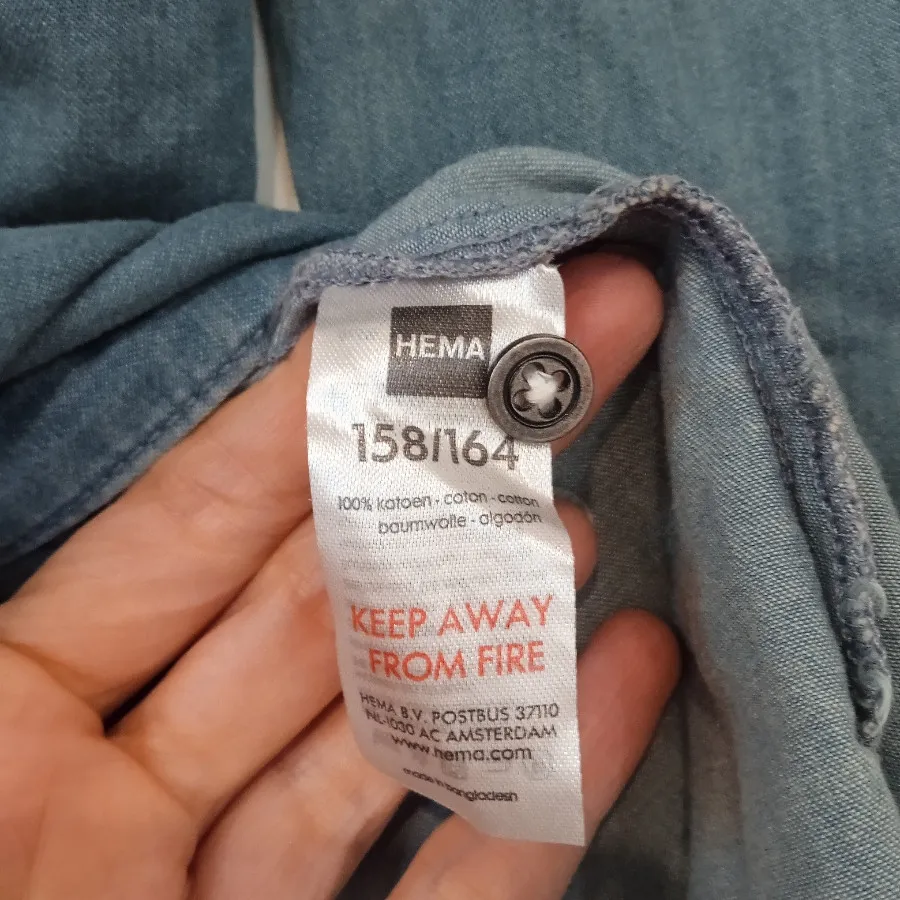 HEMA
158/164
100% katoen - coton - cotton
baumwolle - algodón
KEEP AWAY
FROM FIRE
HEMA B.V. POSTBUS 37110
NL-1030 AC AMSTERDAM
www.hema.com
made in bangladesh